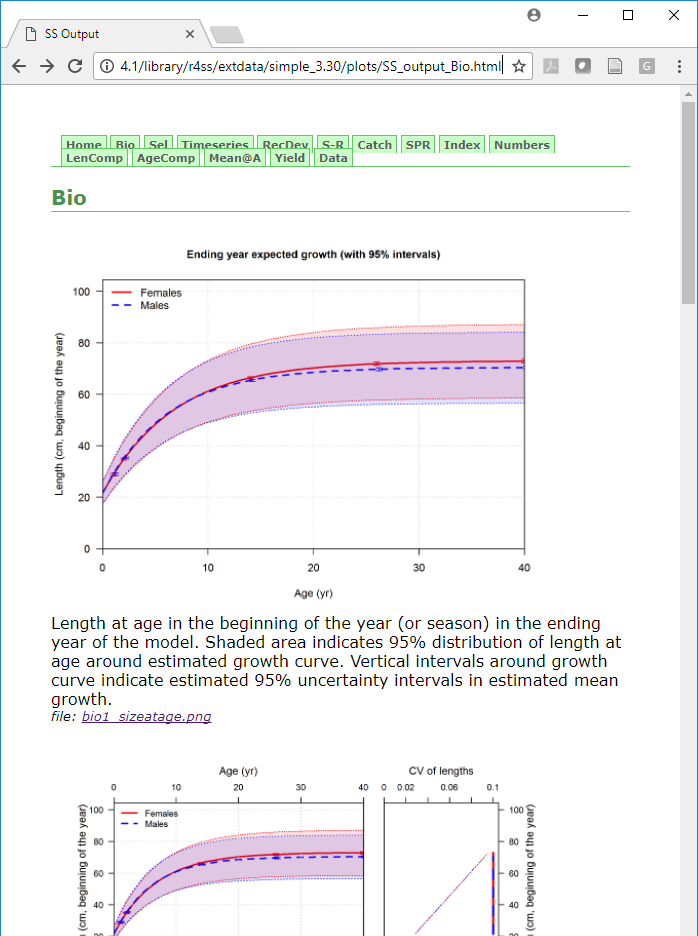 SS Output
4.1/library/r4ss/extdata/simple_3.30/plots/SS_output_Bio.html
Home Bio Sel Timeseries RecDev S-R Catch SPR Index Numbers
LenComp AgeComp Mean@A Yield Data
Bio
Ending year expected growth (with 95% intervals)
Females
Males
100
80
60
40
20
0
Length (cm, beginning of the year)
0 10 20 30 40
Age (yr)
Length at age in the beginning of the year (or season) in the ending
year of the model. Shaded area indicates 95% distribution of length at
age around estimated growth curve. Vertical intervals around growth
curve indicate estimated 95% uncertainty intervals in estimated mean
growth.
file: bio1_sizeatage.png
Age (yr) CV of lengths
0 10 20 30 40 0 0.02 0.06 0.1
Females
Males
100 100
80 80
60 60
40 40
(cm, beginning of the year)
(cm, beginning of the year)